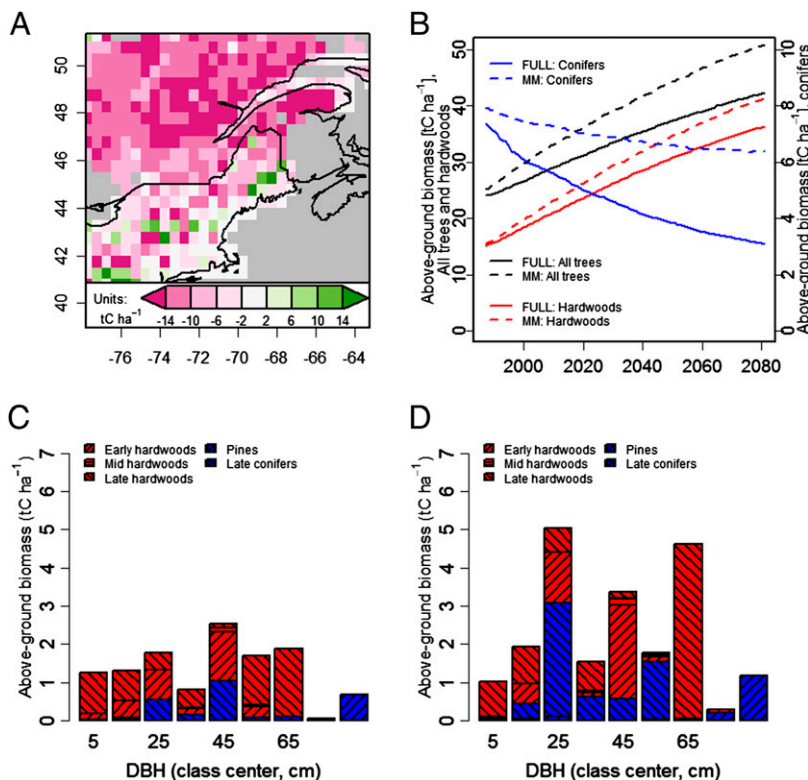 A
50
48
46
44
42
40
Units:
tC ha⁻¹
-14 -10 -6 -2 2 6 10 14
-76 -74 -72 -70 -68 -66 -64
B
Above-ground biomass [tC ha⁻¹],
All trees and hardwoods
50
40
30
20
10
0
FULL: Conifers
MM: Conifers
FULL: All trees
MM: All trees
FULL: Hardwoods
MM: Hardwoods
10
8
6
4
2
0
Above-ground biomass [tC ha⁻¹], conifers
2000 2020 2040 2060 2080
C
Above-ground biomass (tC ha⁻¹)
7
6
5
4
3
2
1
0
Early hardwoods
Mid hardwoods
Late hardwoods
Pines
Late conifers
5 25 45 65
DBH (class center, cm)
D
Above-ground biomass (tC ha⁻¹)
7
6
5
4
3
2
1
0
Early hardwoods
Mid hardwoods
Late hardwoods
Pines
Late conifers
5 25 45 65
DBH (class center, cm)